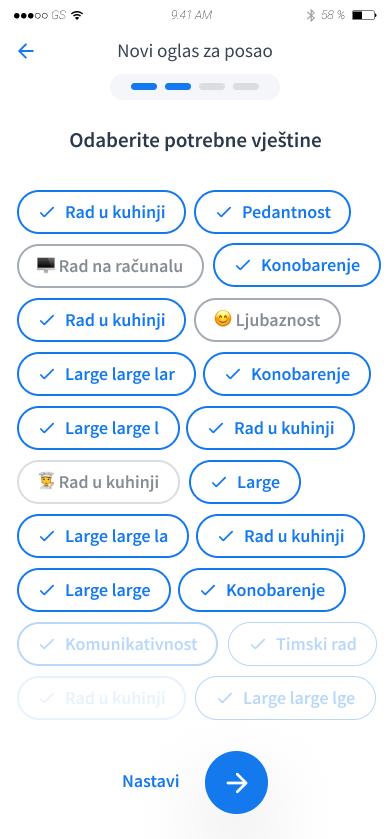 GS 9:41 AM 58 %
Novi oglas za posao
Odaberite potrebne vještine
Rad u kuhinji Pedantnost
Rad na računalu Konobarenje
Rad u kuhinji Ljubaznost
Large large lar Konobarenje
Large large l Rad u kuhinji
Rad u kuhinji Large
Large large la Rad u kuhinji
Large large Konobarenje
Komunikativnost Timski rad
Rad u kuhinji Large large lge
Nastavi